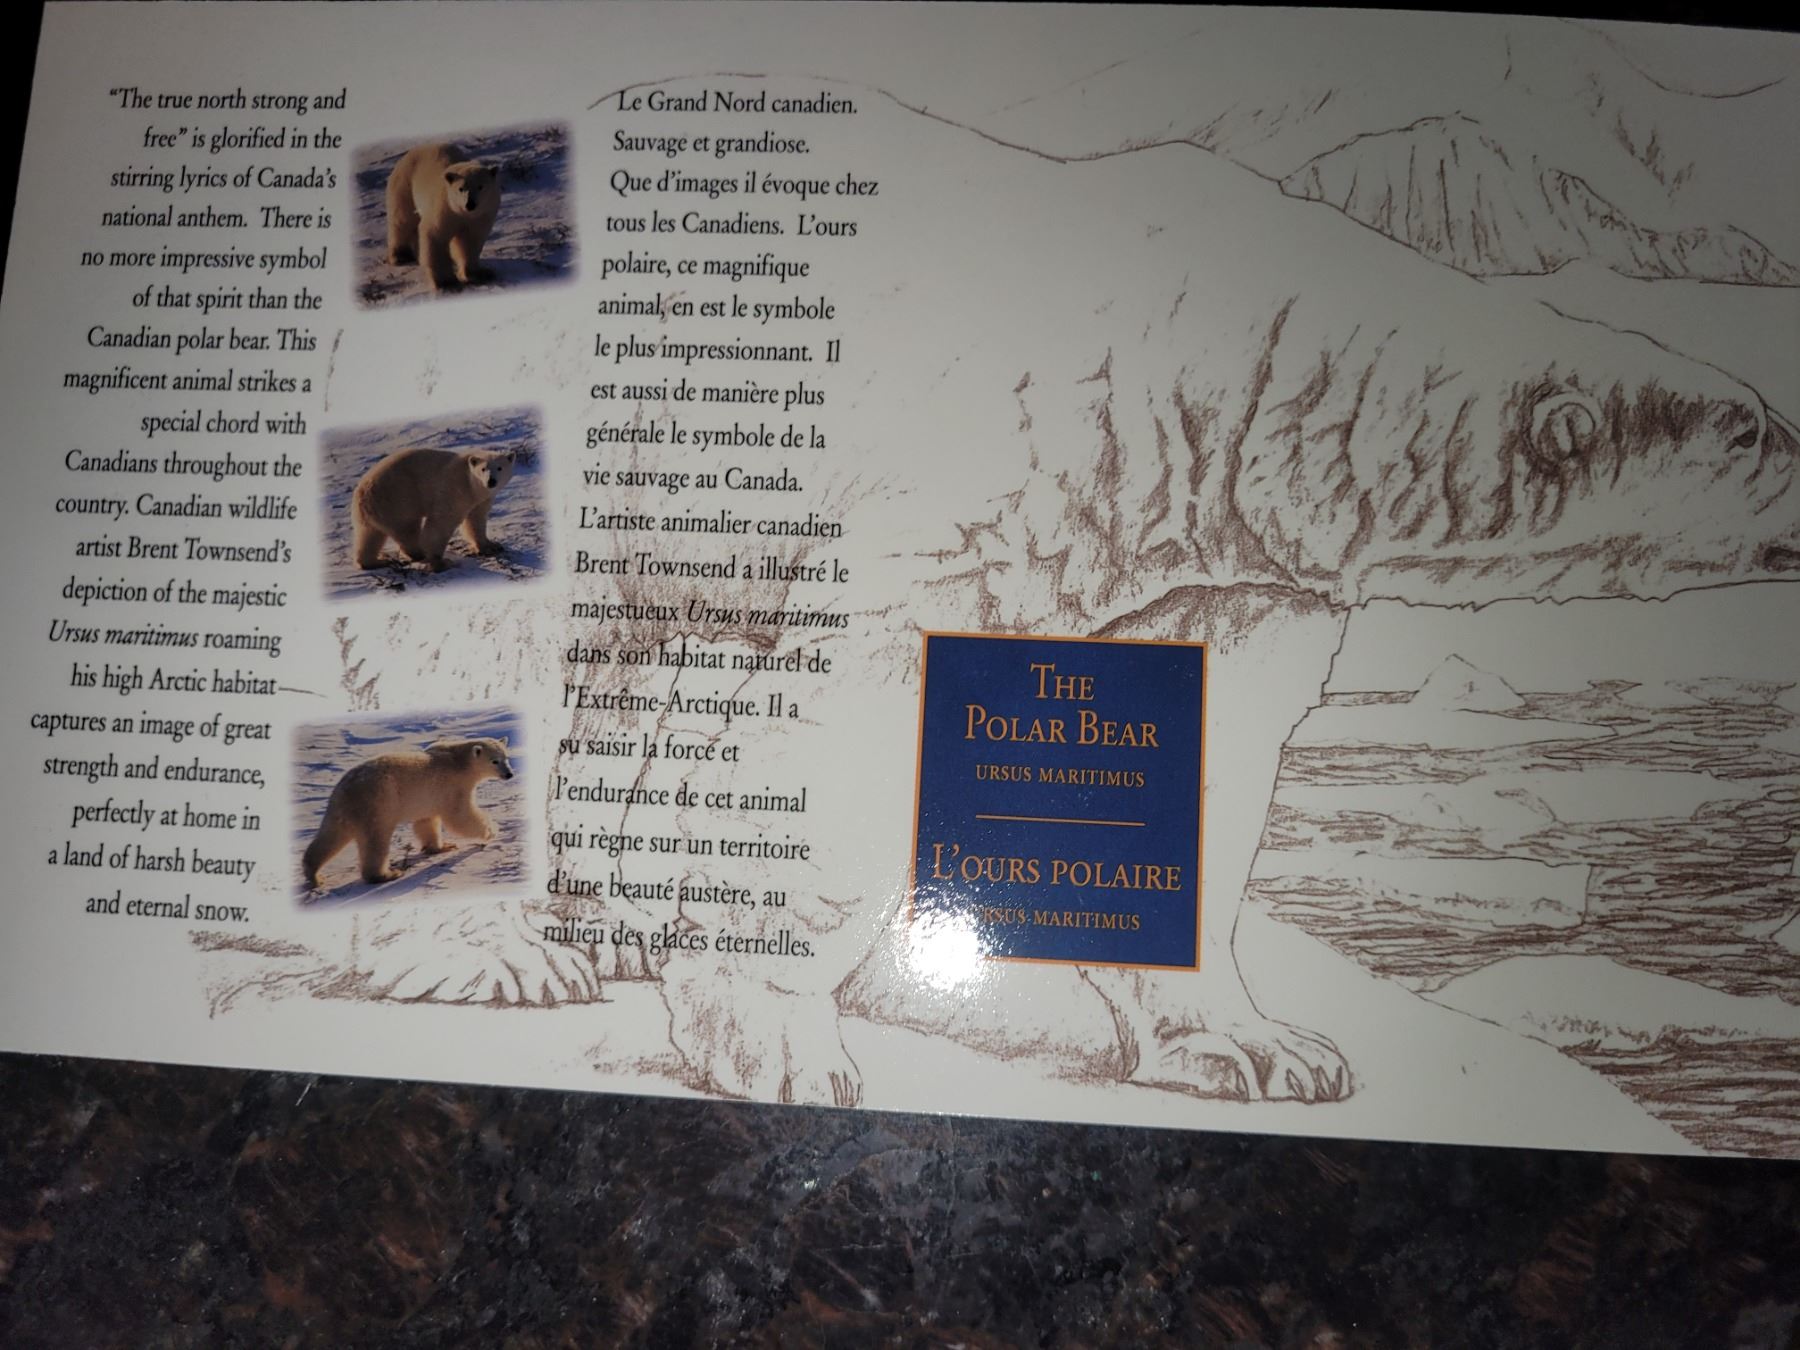 “The true north strong and
free” is glorified in the
stirring lyrics of Canada’s
national anthem. There is
no more impressive symbol
of that spirit than the
Canadian polar bear. This
magnificent animal strikes a
special chord with
Canadians throughout the
country. Canadian wildlife
artist Brent Townsend’s
depiction of the majestic
Ursus maritimus roaming
his high Arctic habitat
captures an image of great
strength and endurance,
perfectly at home in
a land of harsh beauty
and eternal snow.
Le Grand Nord canadien.
Sauvage et grandiose.
Que d’images il évoque chez
tous les Canadiens. L’ours
polaire, ce magnifique
animal, en est le symbole
le plus impressionnant. Il
est aussi de manière plus
générale le symbole de la
vie sauvage au Canada.
L’artiste animalier canadien
Brent Townsend a illustré le
majestueux Ursus maritimus
dans son habitat naturel de
l’Extrême-Arctique. Il a
su saisir la force et
l’endurance de cet animal
qui règne sur un territoire
d’une beauté austère, au
milieu des glaces éternelles.
THE
POLAR BEAR
URSUS MARITIMUS
L’OURS POLAIRE
URSUS MARITIMUS